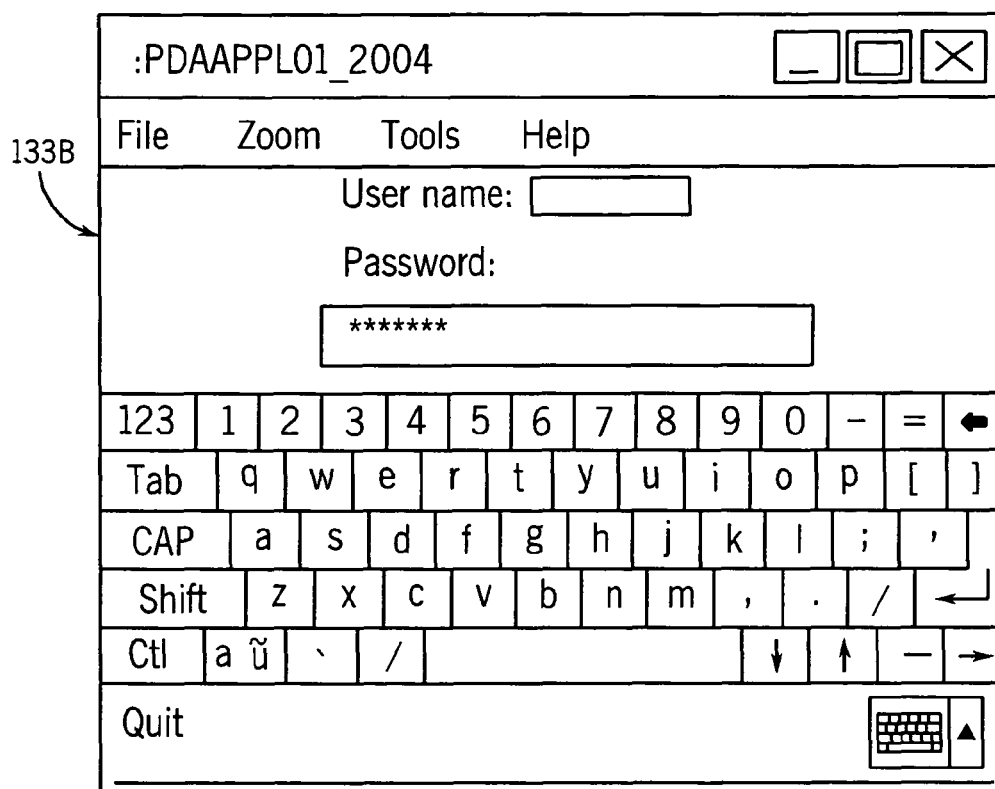 :PDAAPPL01_2004
File Zoom Tools Help
133B
User name:
Password:
*******
123 1 2 3 4 5 6 7 8 9 0 - =
Tab q w e r t y u i o p [ ]
CAP a s d f g h j k l ; '
Shift z x c v b n m , . /
Ctl a ũ ` /
Quit